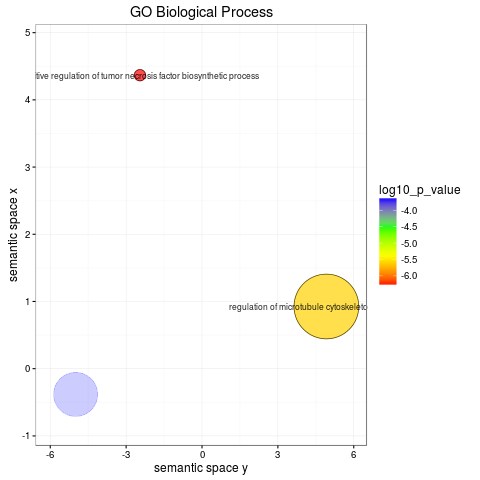 GO Biological Process
5
tive regulation of tumor necrosis factor biosynthetic process
4
3
log10_p_value
-4.0
-4.5
-5.0
-5.5
-6.0
semantic space x
2
1
regulation of microtubule cytoskeleto
0
-1
-6 -3 0 3 6
semantic space y